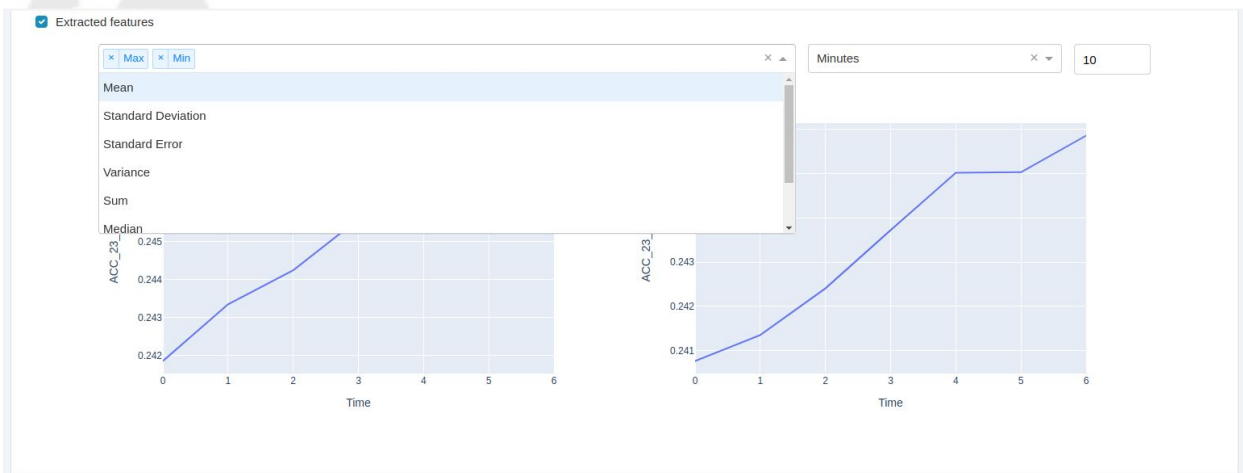 Extracted features
× Max × Min
Minutes
10
Mean
Standard Deviation
Standard Error
Variance
Sum
Median
ACC_23_
0.245
0.244
0.243
0.242
0 1 2 3 4 5 6
Time
ACC_23_
0.243
0.242
0.241
0 1 2 3 4 5 6
Time